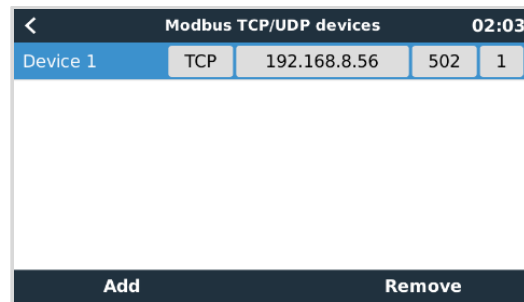 Modbus TCP/UDP devices 02:03
Device 1 TCP 192.168.8.56 502 1
Add Remove